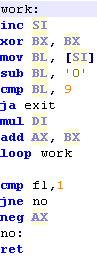 work:
inc SI
xor BX, BX
mov BL, [SI]
sub BL, '0'
cmp BL, 9
ja exit
mul DI
add AX, BX
loop work
cmp fl,1
jne no
neg AX
no:
ret